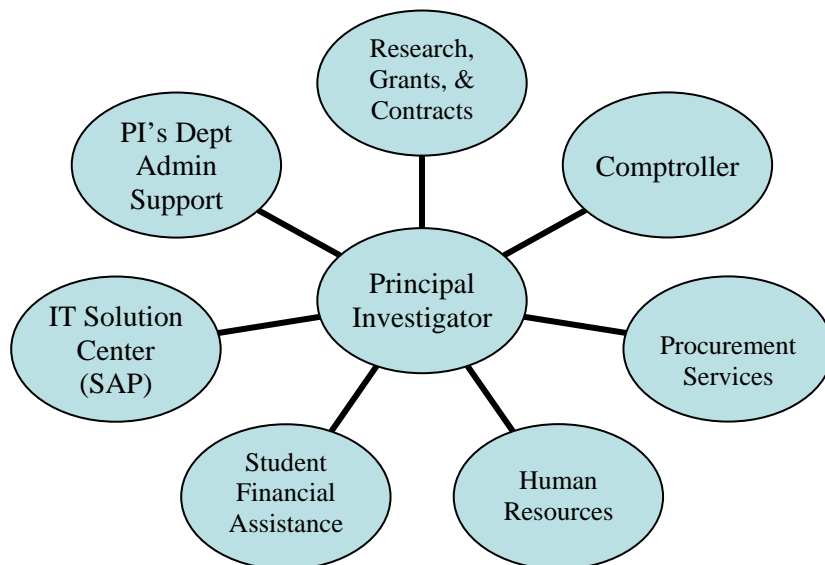 Research,
Grants, &
Contracts
PI’s Dept
Admin
Support
Comptroller
Principal
Investigator
IT Solution
Center
(SAP)
Procurement
Services
Student
Financial
Assistance
Human
Resources